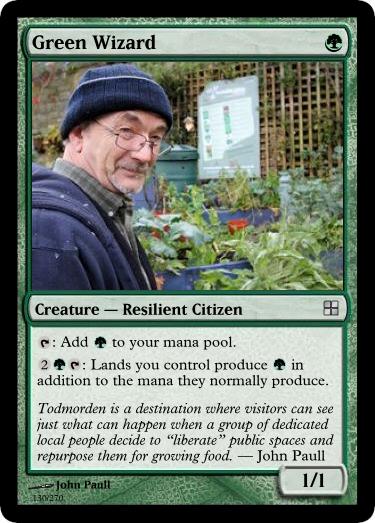 Green Wizard
Creature — Resilient Citizen
: Add to your mana pool.
2 : Lands you control produce in
addition to the mana they normally produce.
Todmorden is a destination where visitors can see
just what can happen when a group of dedicated
local people decide to “liberate” public spaces and
repurpose them for growing food. — John Paull
1/1
John Paull
130/270